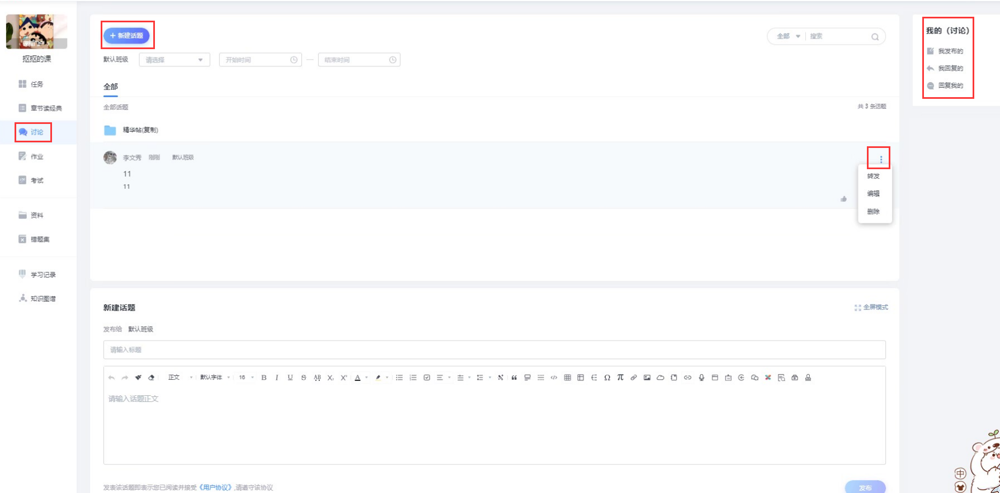 抠抠的课
任务
章节读经典
讨论
作业
考试
资料
错题集
学习记录
知识图谱
+ 新建话题
全部
搜索
默认班级
请选择
开始时间
—
结束时间
全部
全部话题
共 3 条话题
精华帖(复制)
李文秀 刚刚 默认班级
11
11
转发
编辑
删除
新建话题
全屏模式
发布给 默认班级
请输入标题
正文 默认字体 16
请输入话题正文
发表该话题即表示您已阅读并接受《用户协议》,请遵守该协议
发布
我的（讨论）
我发布的
我回复的
回复我的
中